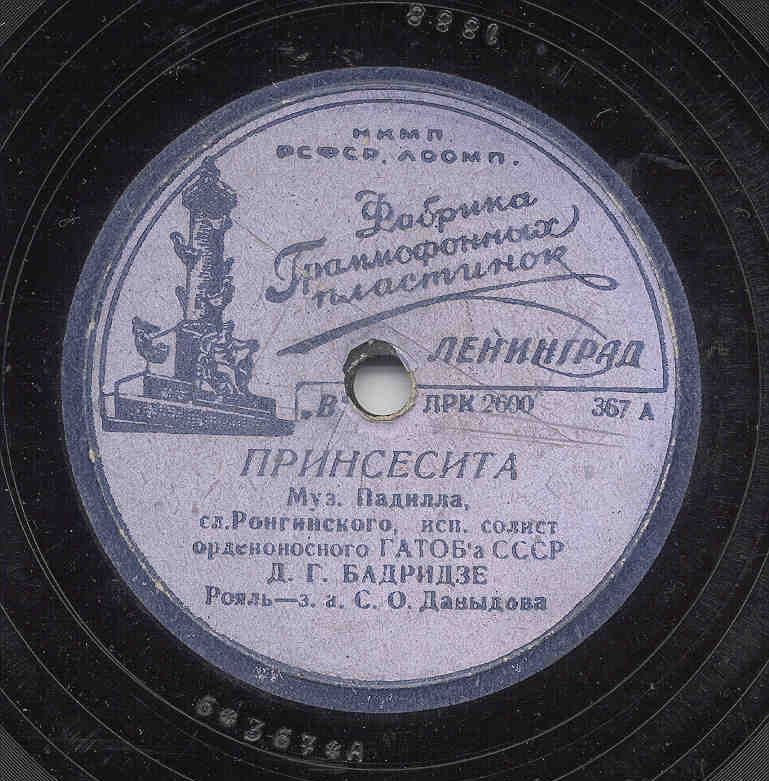 8881
НКМП
РСФСР. ЛООМП.
Фабрика
Граммофонных
пластинок
ЛЕНИНГРАД
„В" ЛРК 2600 367 А
ПРИНСЕСИТА
Муз. Падилла,
сл.Ронгинского, исп. солист
орденоносного ГАТОБ'а СССР
Д. Г. БАДРИДЗЕ
Рояль—з. а. С. О. Давыдова